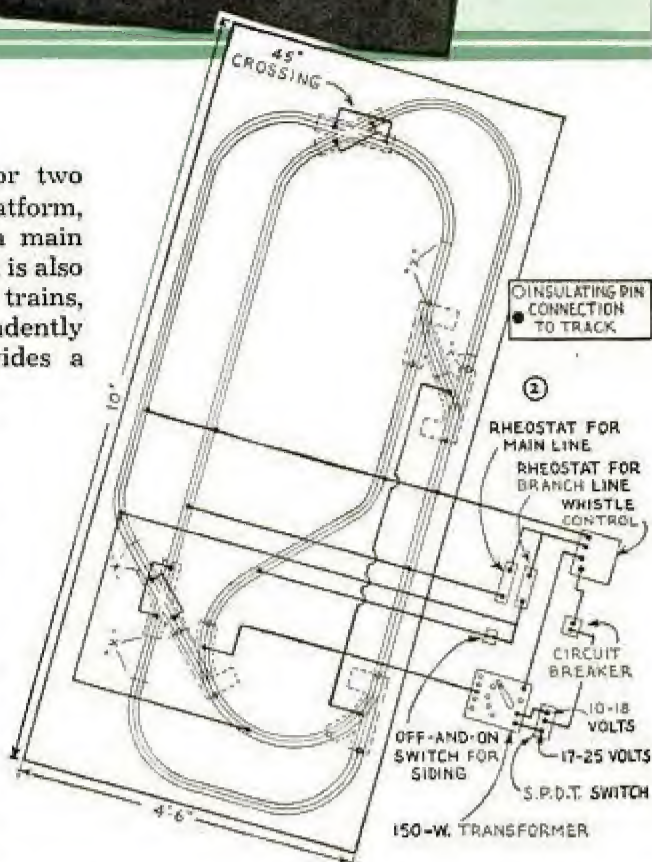 or two
atform,
a main
is also
trains,
ndently
ides a
45°
CROSSING
"X"
"X"
INSULATING PIN
CONNECTION
TO TRACK
2
10'
RHEOSTAT FOR
MAIN LINE
RHEOSTAT FOR
BRANCH LINE
WHISTLE
CONTROL
"X"
"X"
CIRCUIT
BREAKER
10-18
VOLTS
17-25 VOLTS
S.P.D.T. SWITCH
OFF-AND-ON
SWITCH FOR
SIDING
150-W. TRANSFORMER
4'-6"